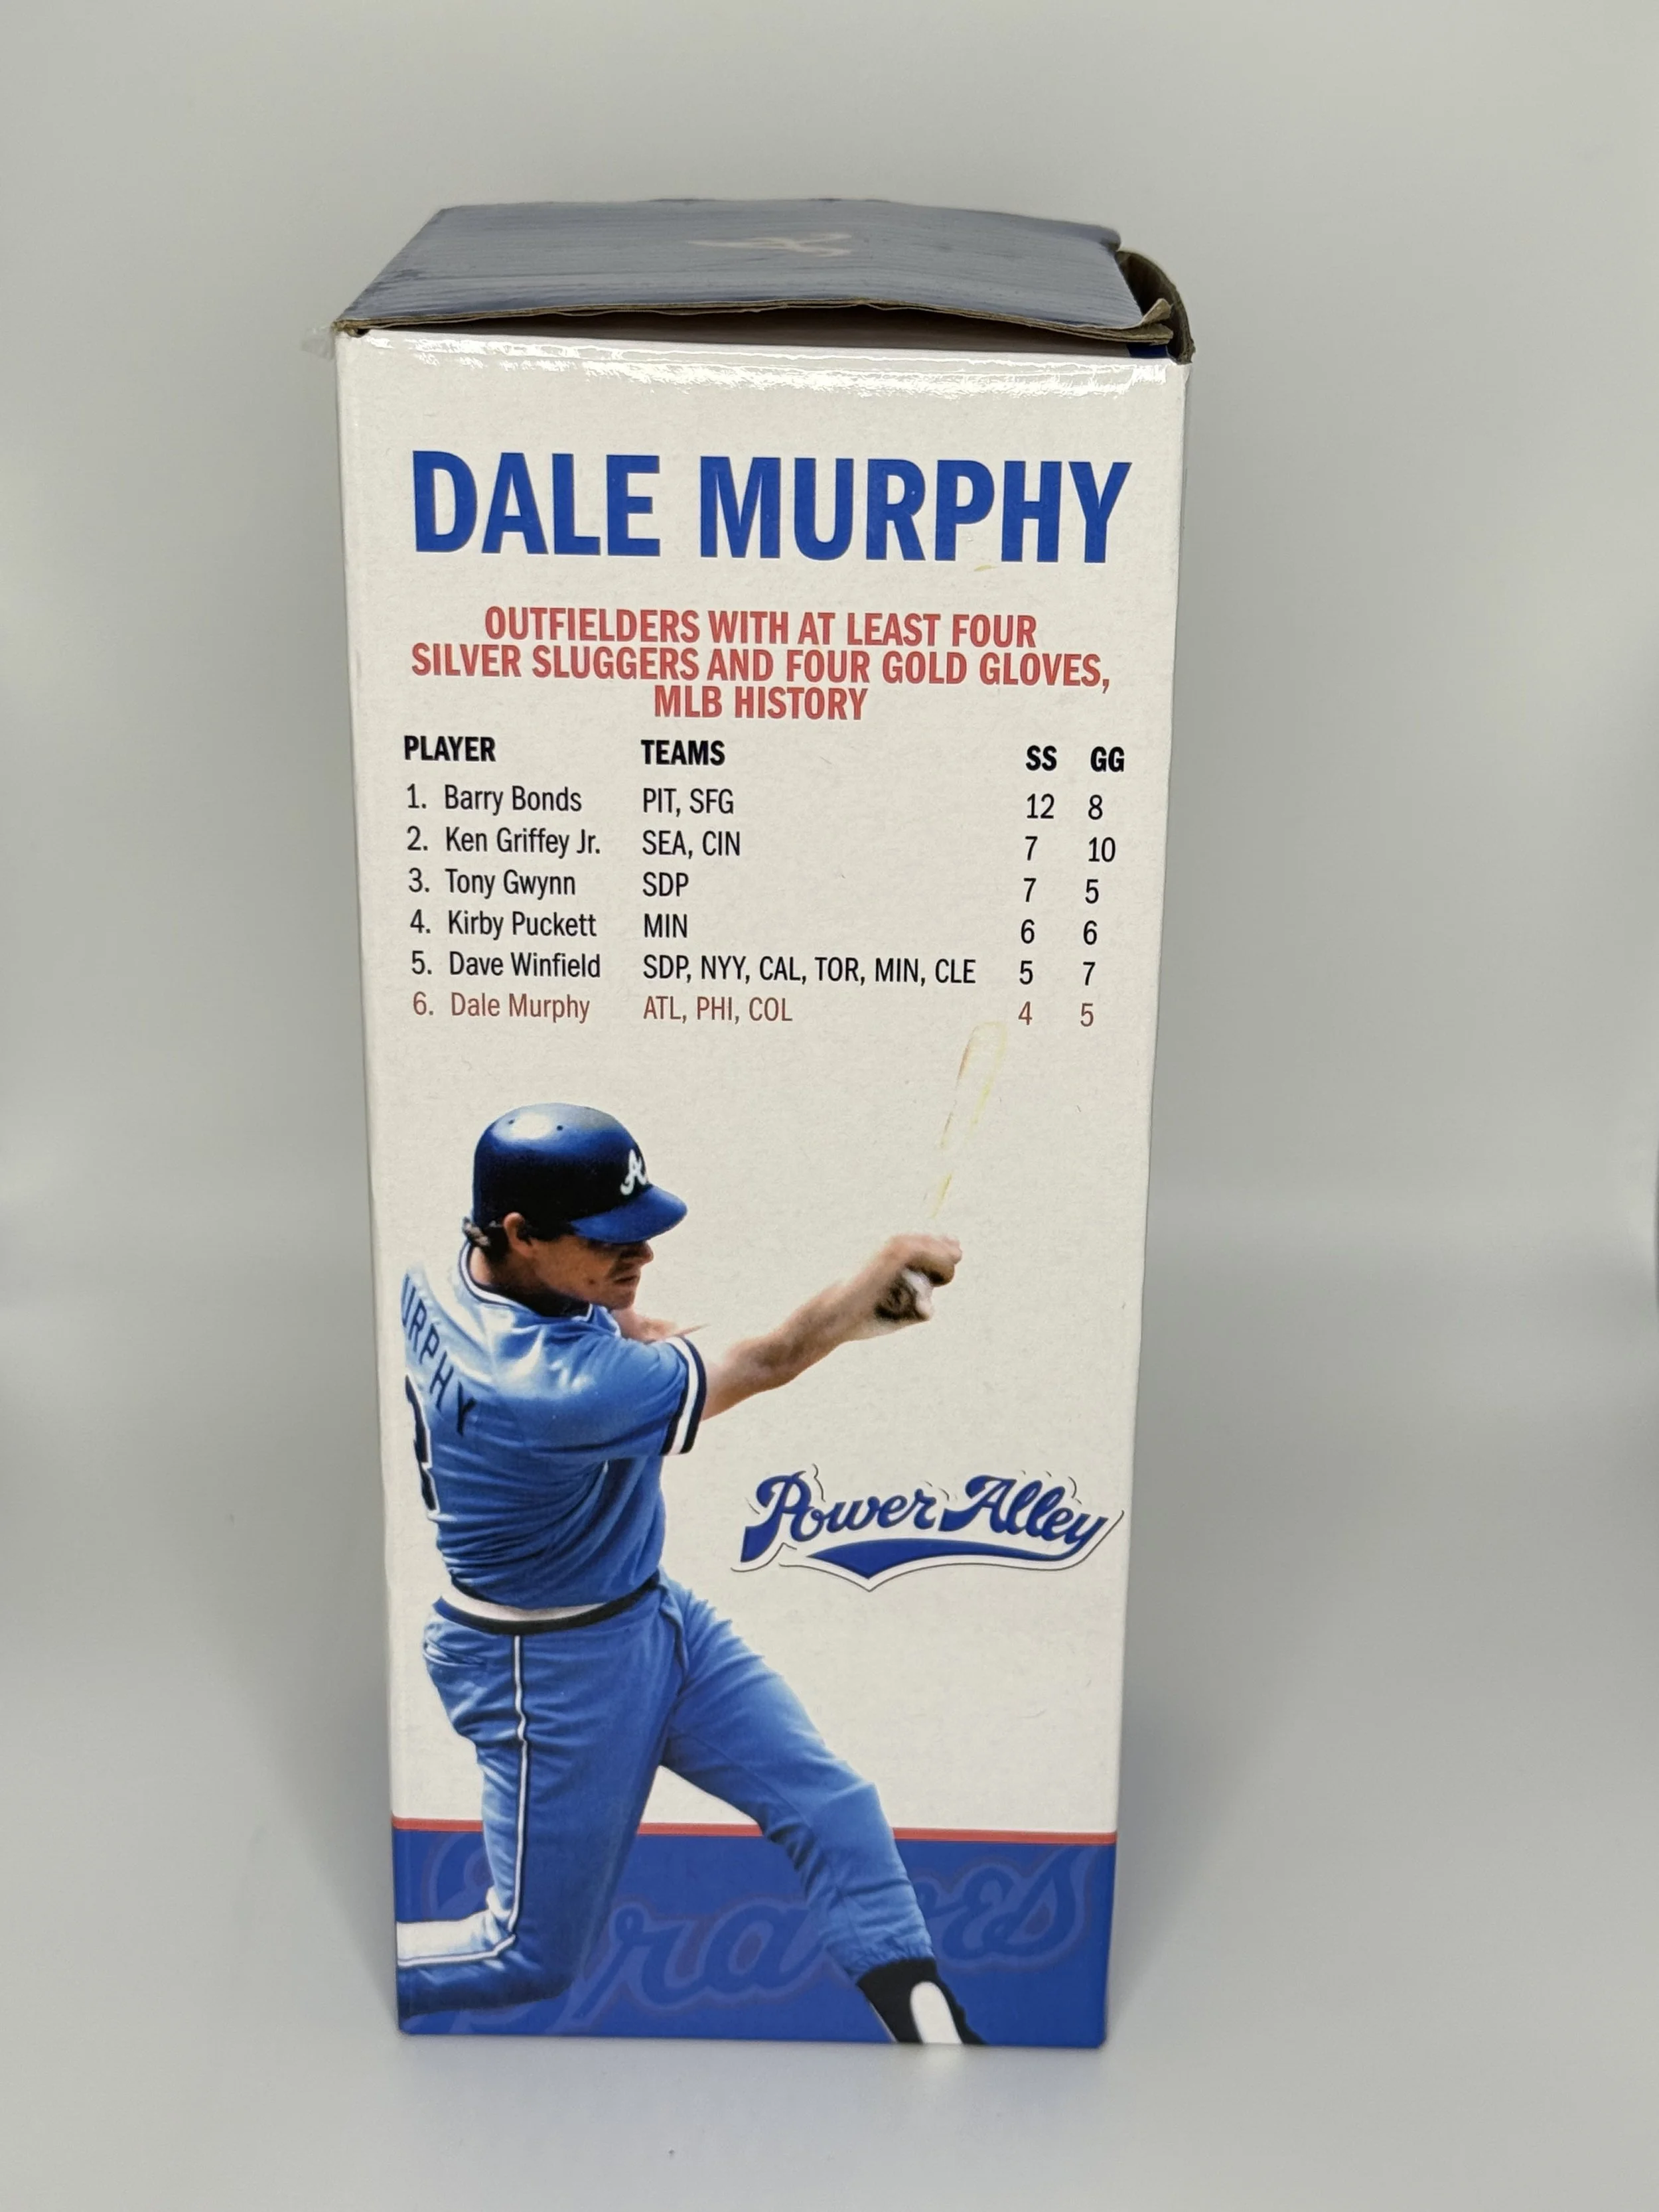 DALE MURPHY
OUTFIELDERS WITH AT LEAST FOUR
SILVER SLUGGERS AND FOUR GOLD GLOVES,
MLB HISTORY
PLAYER TEAMS SS GG
1. Barry Bonds PIT, SFG 12 8
2. Ken Griffey Jr. SEA, CIN 7 10
3. Tony Gwynn SDP 7 5
4. Kirby Puckett MIN 6 6
5. Dave Winfield SDP, NYY, CAL, TOR, MIN, CLE 5 7
6. Dale Murphy ATL, PHI, COL 4 5
A
URPHY
3
Power Alley
Braves